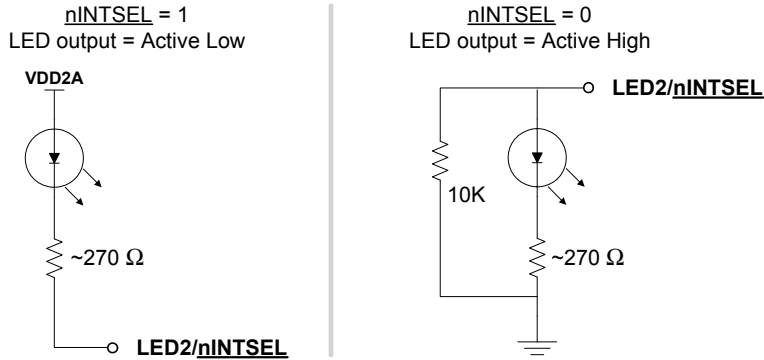 nINTSEL = 1
LED output = Active Low
VDD2A
~270 Ω
LED2/nINTSEL
nINTSEL = 0
LED output = Active High
LED2/nINTSEL
10K
~270 Ω